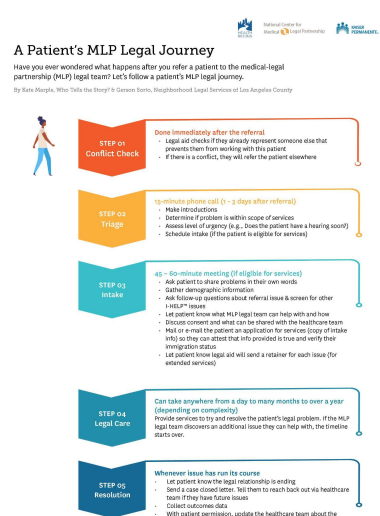 HEALTH
BEYOND
National Center for
Medical Legal Partnership
KAISER
PERMANENTE
A Patient's MLP Legal Journey
Have you ever wondered what happens after you refer a patient to the medical-legal
partnership (MLP) legal team? Let's follow a patient's MLP legal journey.
By Kate Marple, Who Tells the Story? & Gerson Sorto, Neighborhood Legal Services of Los Angeles County
STEP 01
Conflict Check
Done immediately after the referral
• Legal aid checks if they already represent someone else that
prevents them from working with this patient
• If there is a conflict, they will refer the patient elsewhere
STEP 02
Triage
15-minute phone call (1 - 3 days after referral)
• Make introductions
• Determine if problem is within scope of services
• Assess level of urgency (e.g., Does the patient have a hearing soon?)
• Schedule intake (if the patient is eligible for services)
STEP 03
Intake
45 – 60-minute meeting (if eligible for services)
• Ask patient to share problems in their own words
• Gather demographic information
• Ask follow-up questions about referral issue & screen for other
I-HELP™ issues
• Let patient know what MLP legal team can help with and how
• Discuss consent and what can be shared with the healthcare team
• Mail or e-mail the patient an application for services (copy of intake
info) so they can attest that info provided is true and verify their
immigration status
• Let patient know legal aid will send a retainer for each issue (for
extended services)
STEP 04
Legal Care
Can take anywhere from a day to many months to over a year
(depending on complexity)
Provide services to try and resolve the patient's legal problem. If the MLP
legal team discovers an additional issue they can help with, the timeline
starts over.
STEP 05
Resolution
Whenever issue has run its course
• Let patient know the legal relationship is ending
• Send a case closed letter. Tell them to reach back out via healthcare
team if they have future issues
• Collect outcomes data
• With patient permission, update the healthcare team about the